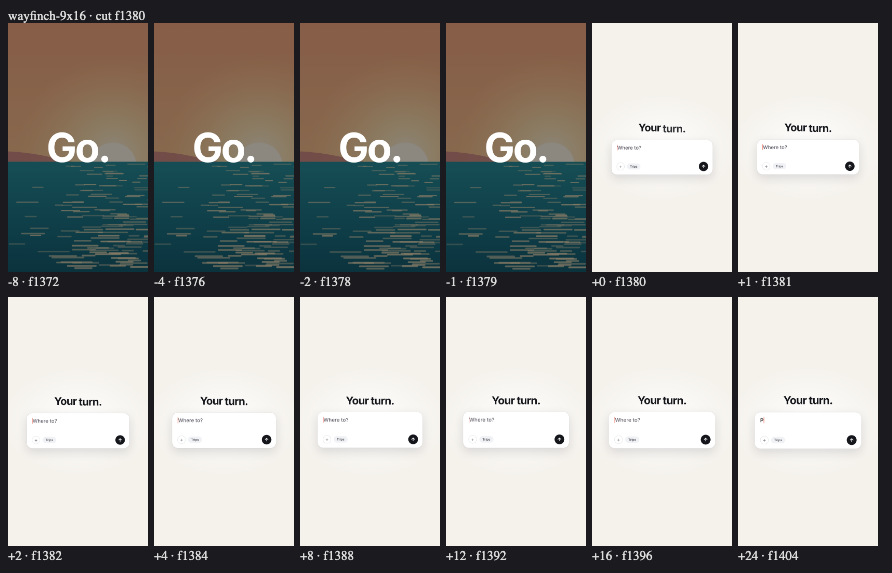 wayfinch-9x16 · cut f1380
Go.
Go.
Go.
Go.
Your turn.
Where to?
+ Trips
Your turn.
Where to?
+ Trips
-8 · f1372
-4 · f1376
-2 · f1378
-1 · f1379
+0 · f1380
+1 · f1381
Your turn.
Where to?
+ Trips
Your turn.
Where to?
+ Trips
Your turn.
Where to?
+ Trips
Your turn.
Where to?
+ Trips
Your turn.
Where to?
+ Trips
Your turn.
P
+ Trips
+2 · f1382
+4 · f1384
+8 · f1388
+12 · f1392
+16 · f1396
+24 · f1404